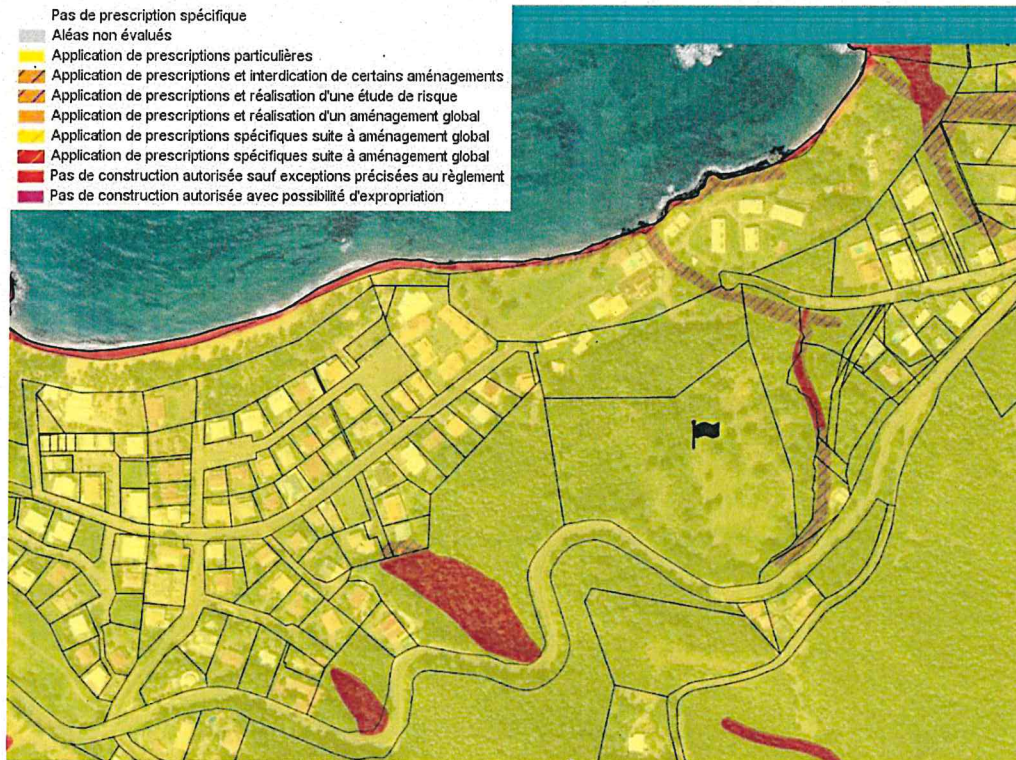 Pas de prescription spécifique
Aléas non évalués
Application de prescriptions particulières
Application de prescriptions et interdication de certains aménagements
Application de prescriptions et réalisation d'une étude de risque
Application de prescriptions et réalisation d'un aménagement global
Application de prescriptions spécifiques suite à aménagement global
Application de prescriptions spécifiques suite à aménagement global
Pas de construction autorisée sauf exceptions précisées au règlement
Pas de construction autorisée avec possibilité d'expropriation